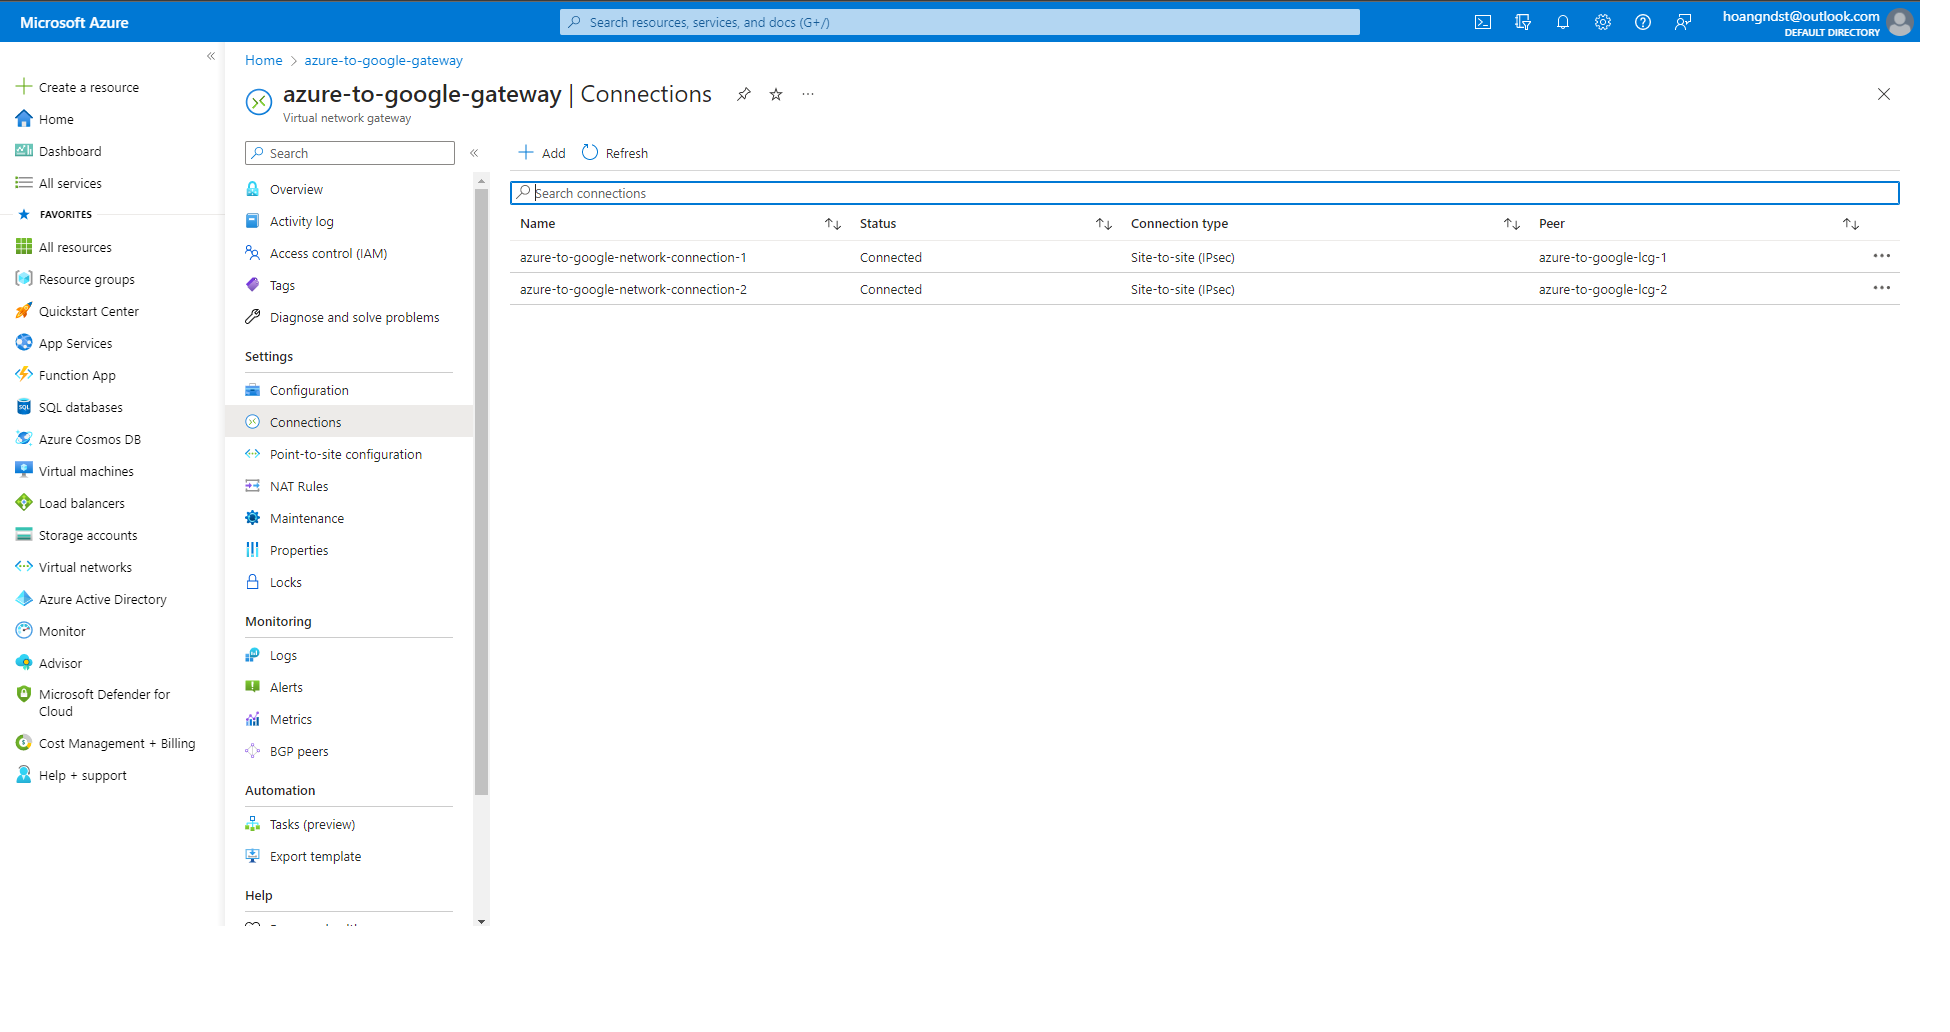 Microsoft Azure
Search resources, services, and docs (G+/)
hoangndst@outlook.com
DEFAULT DIRECTORY
Create a resource
Home
Dashboard
All services
FAVORITES
All resources
Resource groups
Quickstart Center
App Services
Function App
SQL databases
Azure Cosmos DB
Virtual machines
Load balancers
Storage accounts
Virtual networks
Azure Active Directory
Monitor
Advisor
Microsoft Defender for
Cloud
Cost Management + Billing
Help + support
Home > azure-to-google-gateway
azure-to-google-gateway | Connections
Virtual network gateway
Search
Overview
Activity log
Access control (IAM)
Tags
Diagnose and solve problems
Settings
Configuration
Connections
Point-to-site configuration
NAT Rules
Maintenance
Properties
Locks
Monitoring
Logs
Alerts
Metrics
BGP peers
Automation
Tasks (preview)
Export template
Help
Add Refresh
Search connections
Name Status Connection type Peer
azure-to-google-network-connection-1 Connected Site-to-site (IPsec) azure-to-google-lcg-1
azure-to-google-network-connection-2 Connected Site-to-site (IPsec) azure-to-google-lcg-2